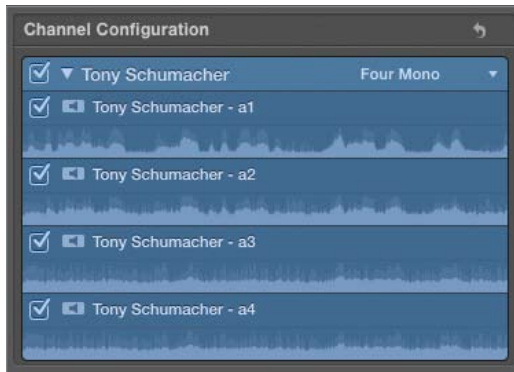 Channel Configuration
Tony Schumacher Four Mono
Tony Schumacher - a1
Tony Schumacher - a2
Tony Schumacher - a3
Tony Schumacher - a4